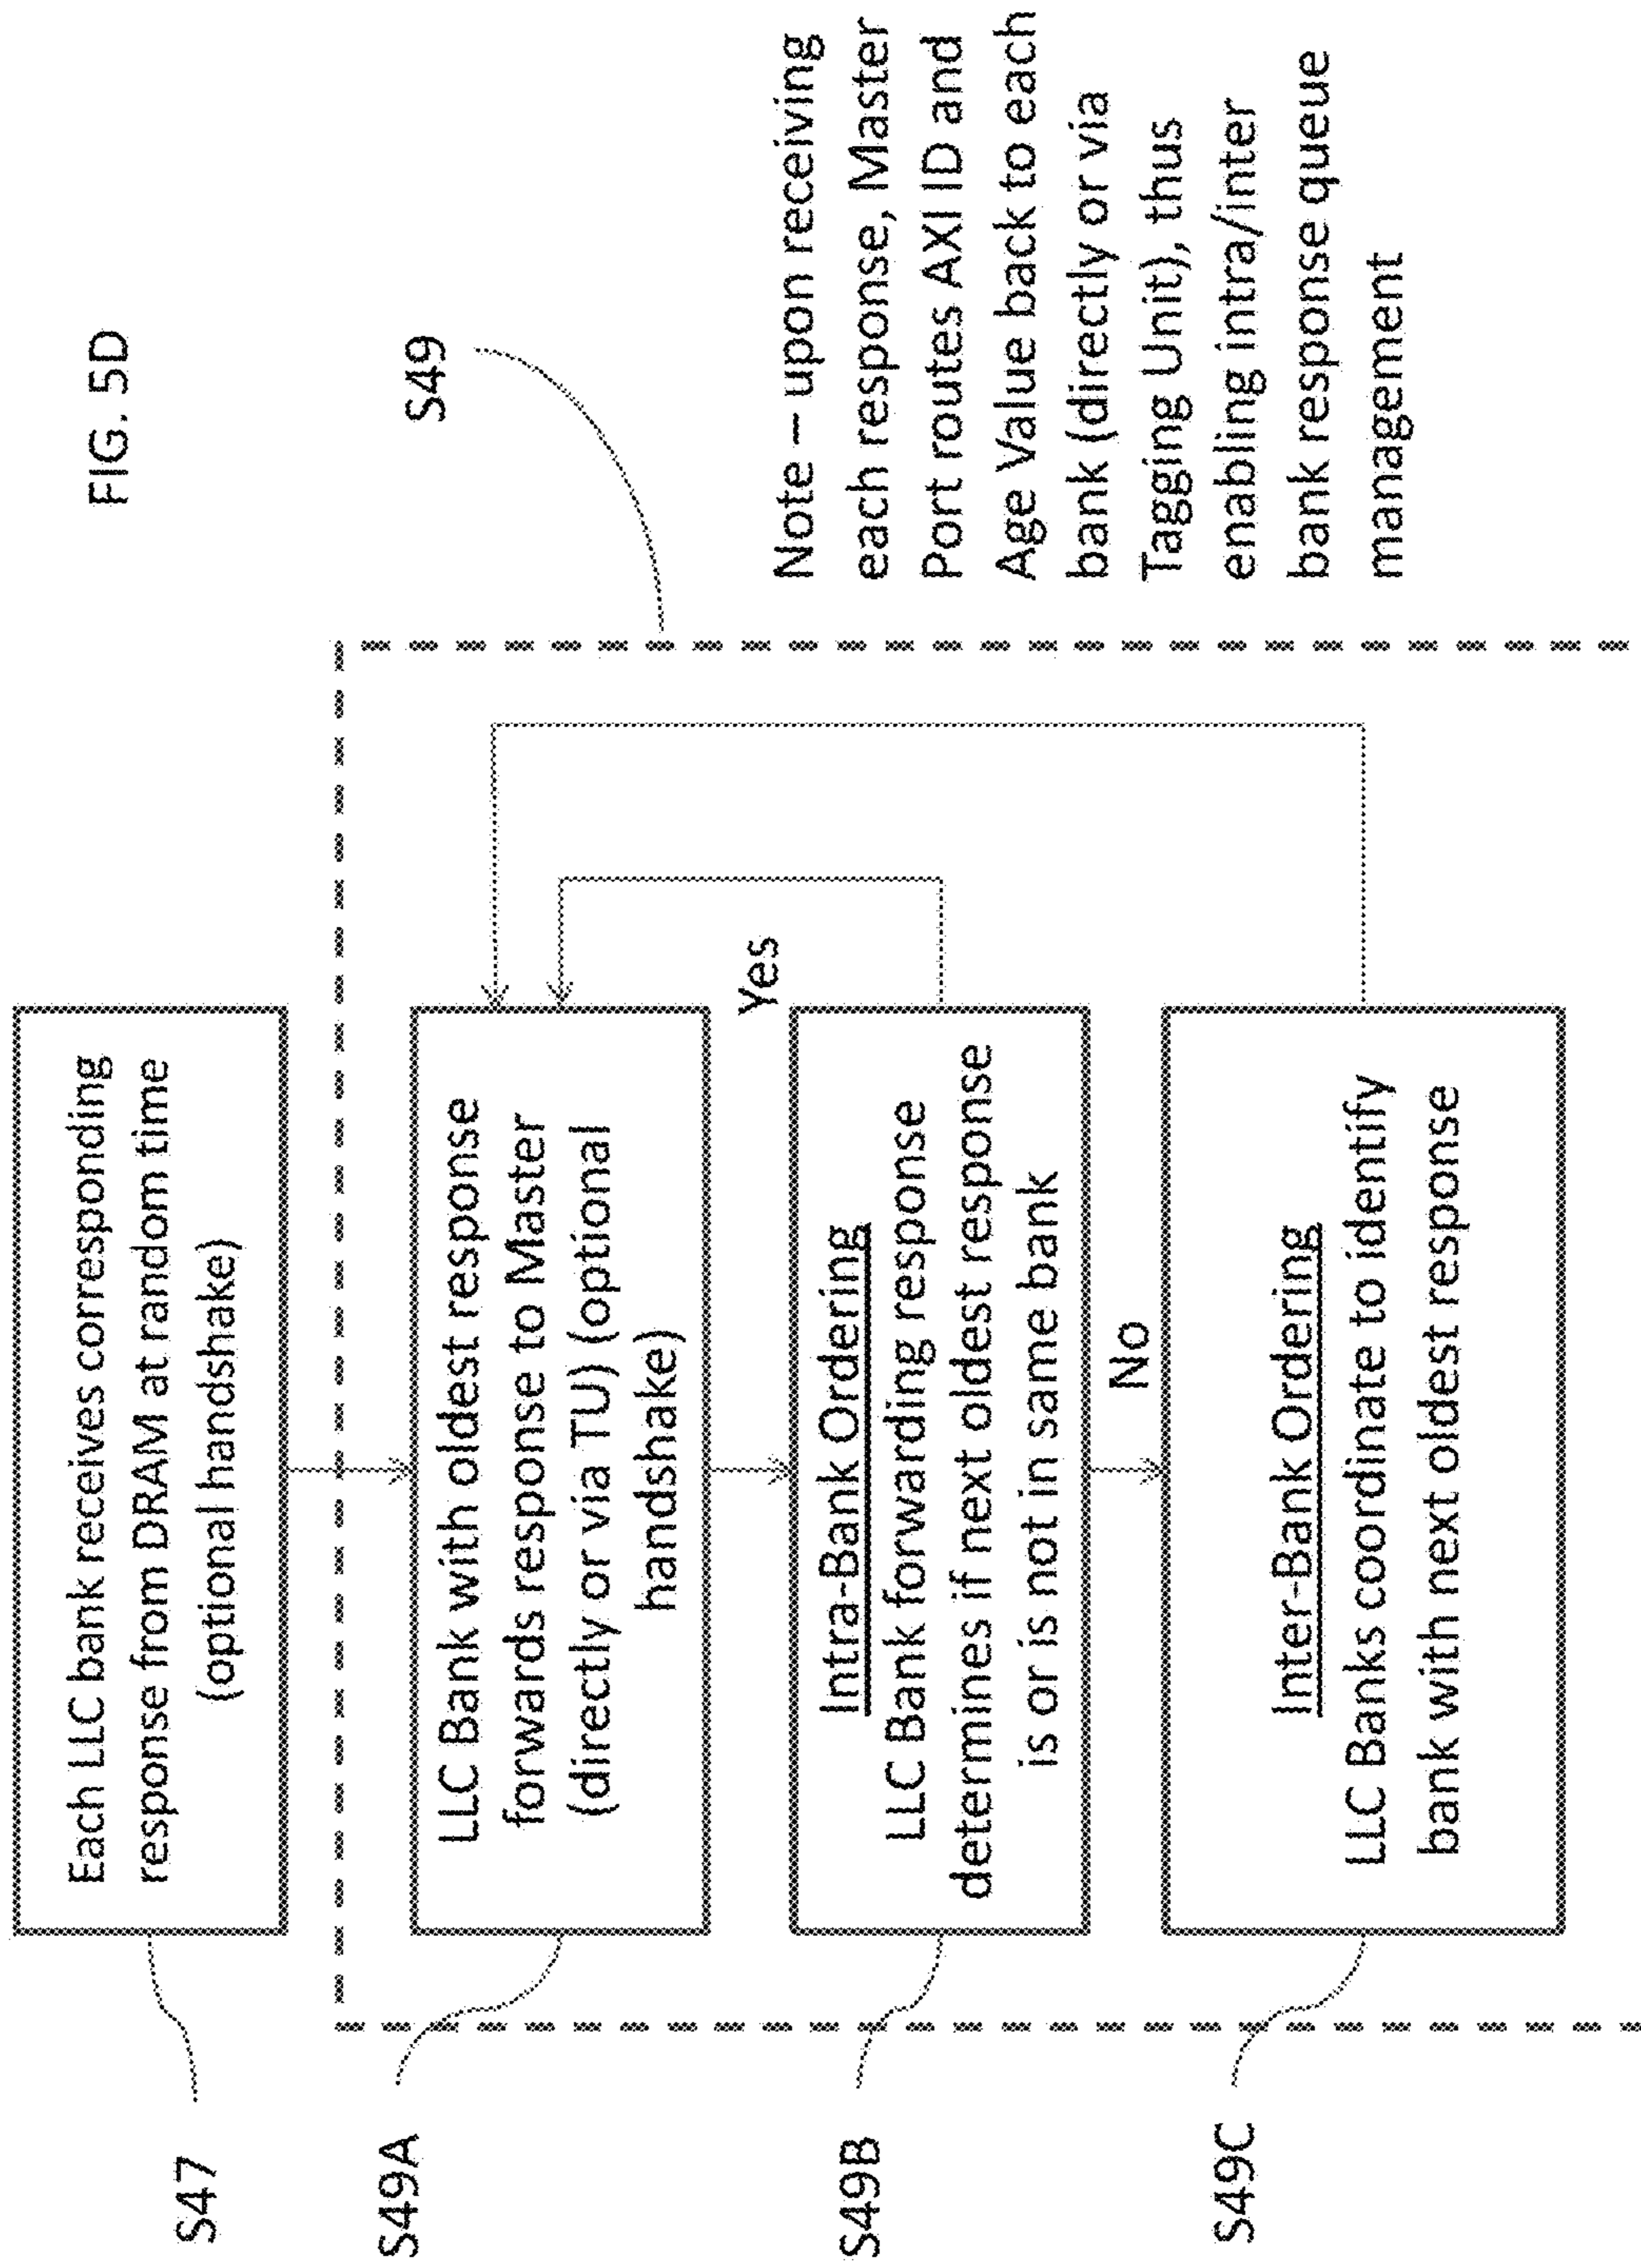 FIG. 5D
S47
Each LLC bank receives corresponding
response from DRAM at random time
(optional handshake)
S49
S49A
LLC Bank with oldest response
forwards response to Master
(directly or via TU) (optional
handshake)
Yes
S49B
Intra-Bank Ordering
LLC Bank forwarding response
determines if next oldest response
is or is not in same bank
No
S49C
Inter-Bank Ordering
LLC Banks coordinate to identify
bank with next oldest response
Note – upon receiving
each response, Master
Port routes AXI ID and
Age Value back to each
bank (directly or via
Tagging Unit), thus
enabling intra/inter
bank response queue
management